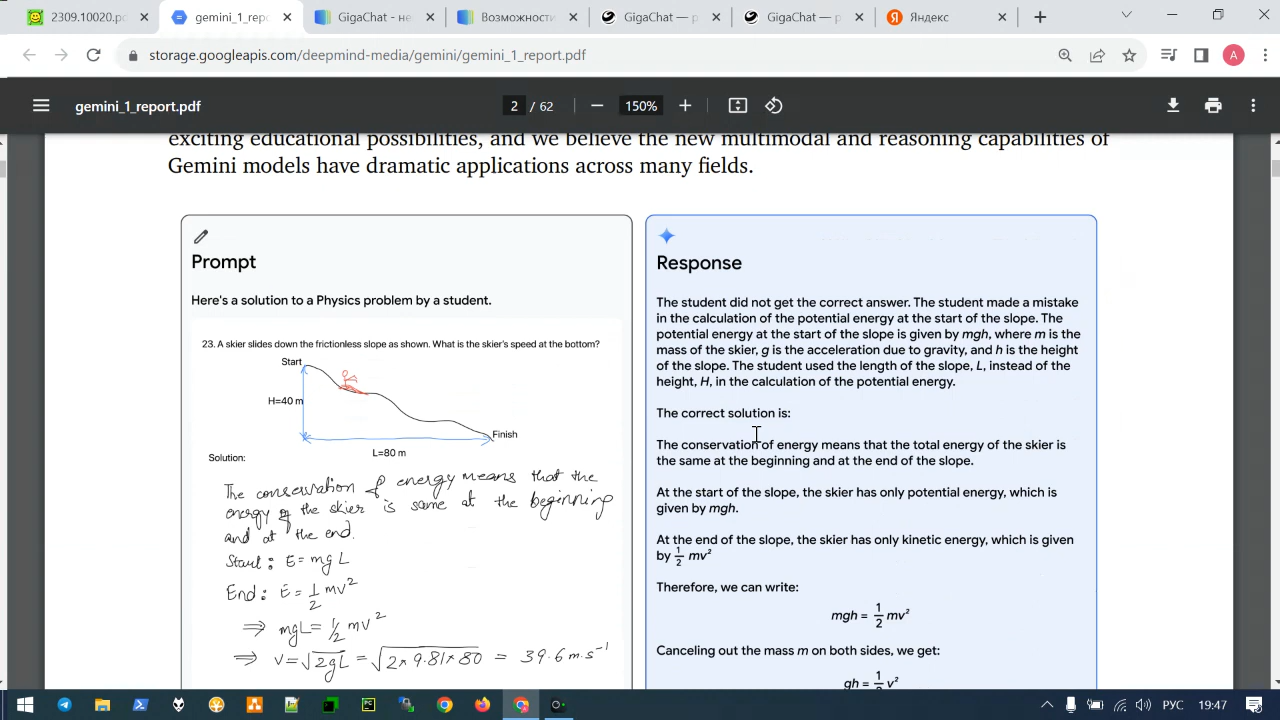 2309.10020.pd
gemini_1_repo
GigaChat - не
Возможности
GigaChat — р
GigaChat — р
Яндекс
storage.googleapis.com/deepmind-media/gemini/gemini_1_report.pdf
A
gemini_1_report.pdf
2 / 62
150%
exciting educational possibilities, and we believe the new multimodal and reasoning capabilities of
Gemini models have dramatic applications across many fields.
Prompt
Here's a solution to a Physics problem by a student.
23. A skier slides down the frictionless slope as shown. What is the skier's speed at the bottom?
Start
H=40 m
Finish
L=80 m
Solution:
The conservation of energy means that the
energy of the skier is same at the beginning
and at the end.
Start: E = mgL
End: E = 1/2 mv²
⇒ mgL = 1/2 mv²
⇒ v = √2gL = √2 × 9.81 × 80 = 39.6 m.s⁻¹
Response
The student did not get the correct answer. The student made a mistake
in the calculation of the potential energy at the start of the slope. The
potential energy at the start of the slope is given by mgh, where m is the
mass of the skier, g is the acceleration due to gravity, and h is the height
of the slope. The student used the length of the slope, L, instead of the
height, H, in the calculation of the potential energy.
The correct solution is:
The conservation of energy means that the total energy of the skier is
the same at the beginning and at the end of the slope.
At the start of the slope, the skier has only potential energy, which is
given by mgh.
At the end of the slope, the skier has only kinetic energy, which is given
by 1/2 mv²
Therefore, we can write:
mgh = 1/2 mv²
Canceling out the mass m on both sides, we get:
gh = 1/2 v²
РУС 19:47